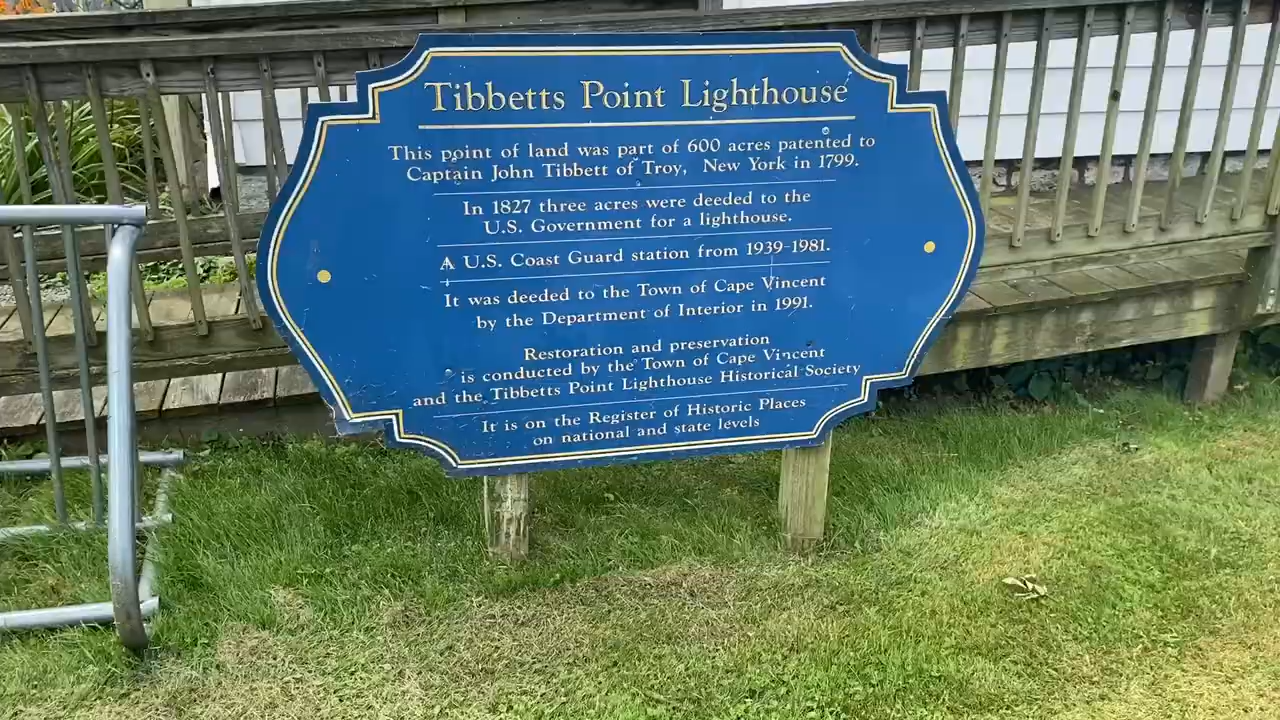 Tibbetts Point Lighthouse
This point of land was part of 600 acres patented to
Captain John Tibbett of Troy, New York in 1799.
In 1827 three acres were deeded to the
U.S. Government for a lighthouse.
A U.S. Coast Guard station from 1939-1981.
It was deeded to the Town of Cape Vincent
by the Department of Interior in 1991.
Restoration and preservation
is conducted by the Town of Cape Vincent
and the Tibbetts Point Lighthouse Historical Society
It is on the Register of Historic Places
on national and state levels